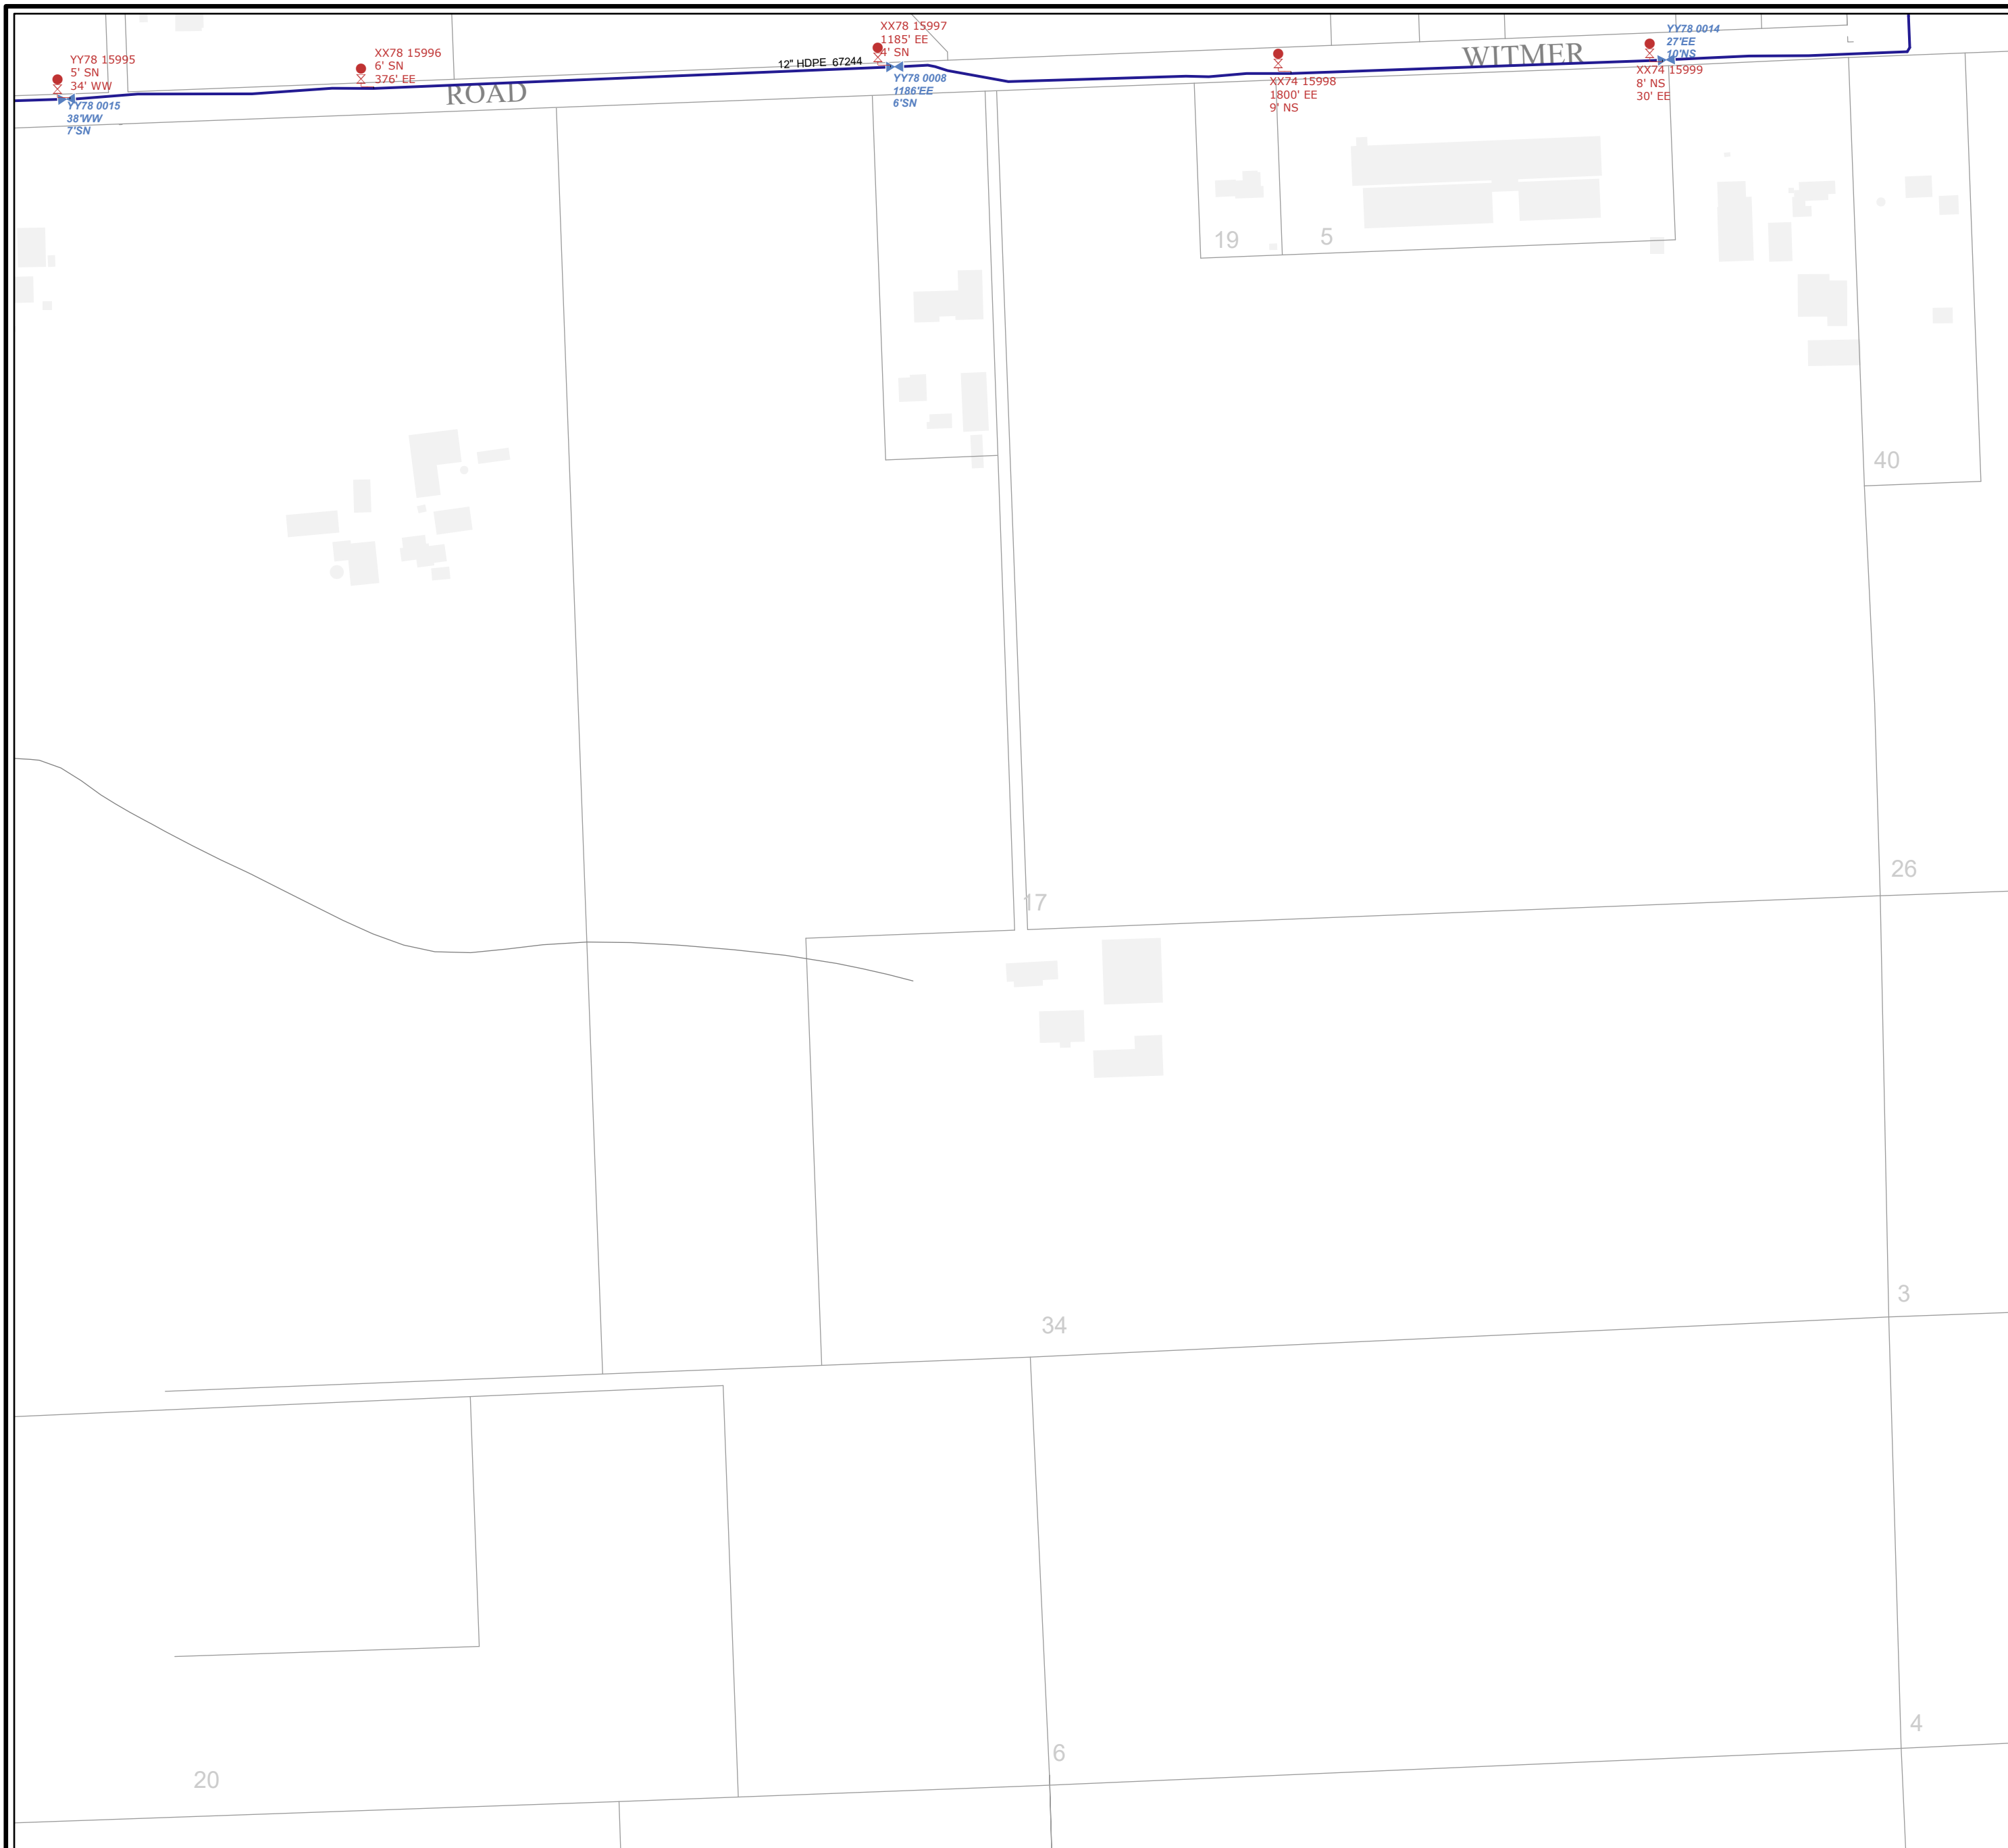 YY78 15995
5' SN
34' WW
YY78 0015
38'WW
7'SN
XX78 15996
6' SN
376' EE
ROAD
12" HDPE 67244
XX78 15997
1185' EE
4' SN
YY78 0008
1186'EE
6'SN
XX74 15998
1800' EE
9' NS
WITMER
YY78 0014
27'EE
10'NS
XX74 15999
8' NS
30' EE
19
5
40
26
17
3
34
4
6
20